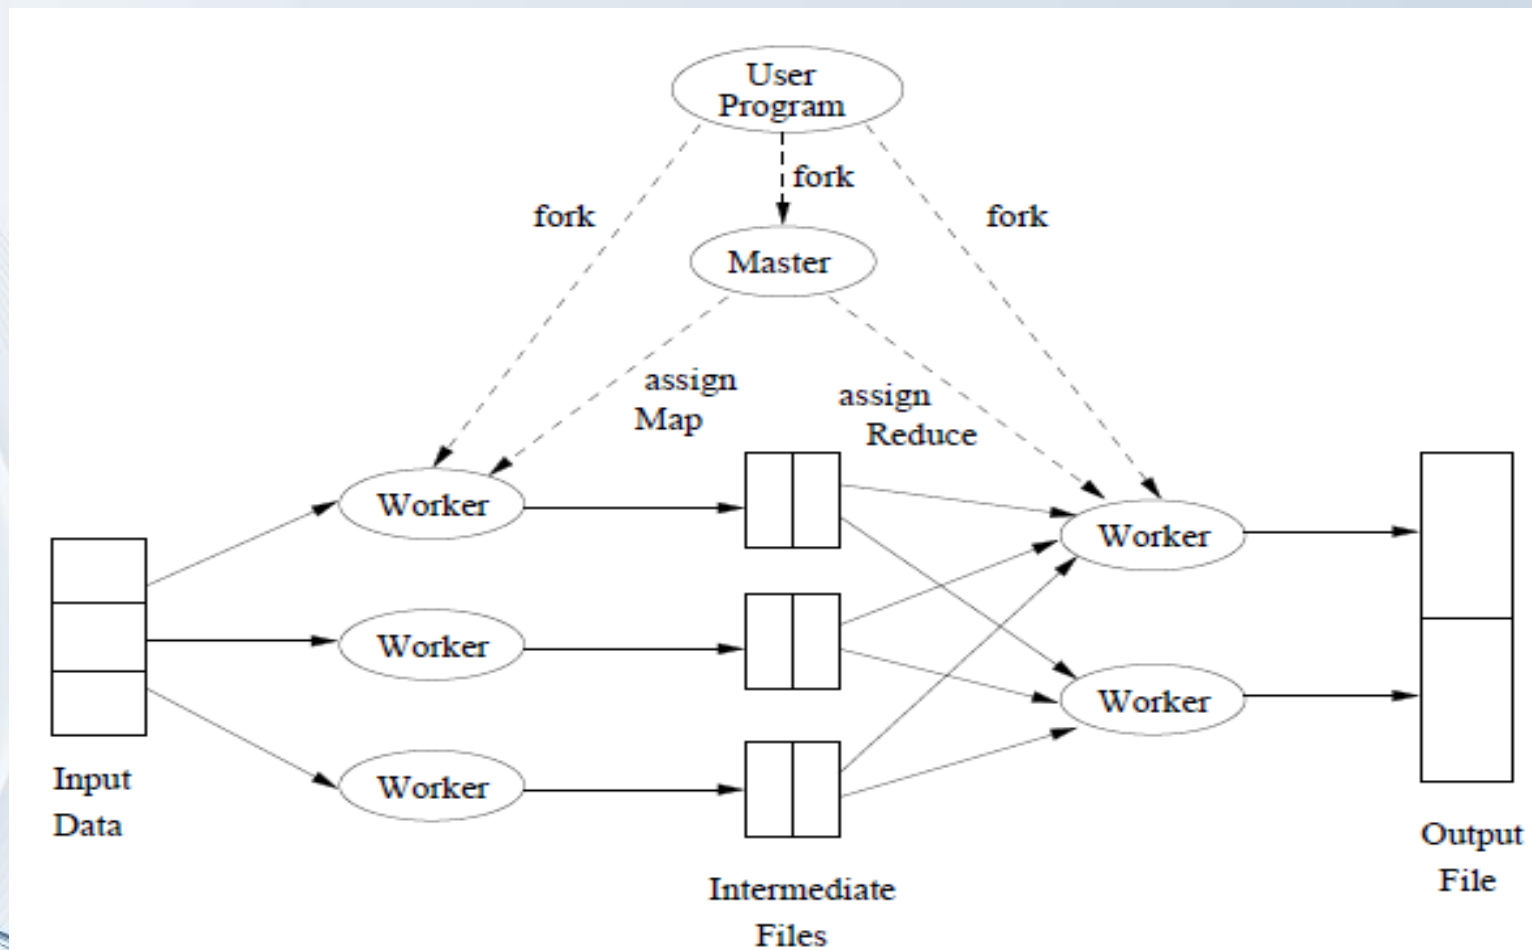 User
Program
fork
fork
fork
Master
assign
Map
assign
Reduce
Worker
Worker
Worker
Worker
Worker
Input
Data
Intermediate
Files
Output
File